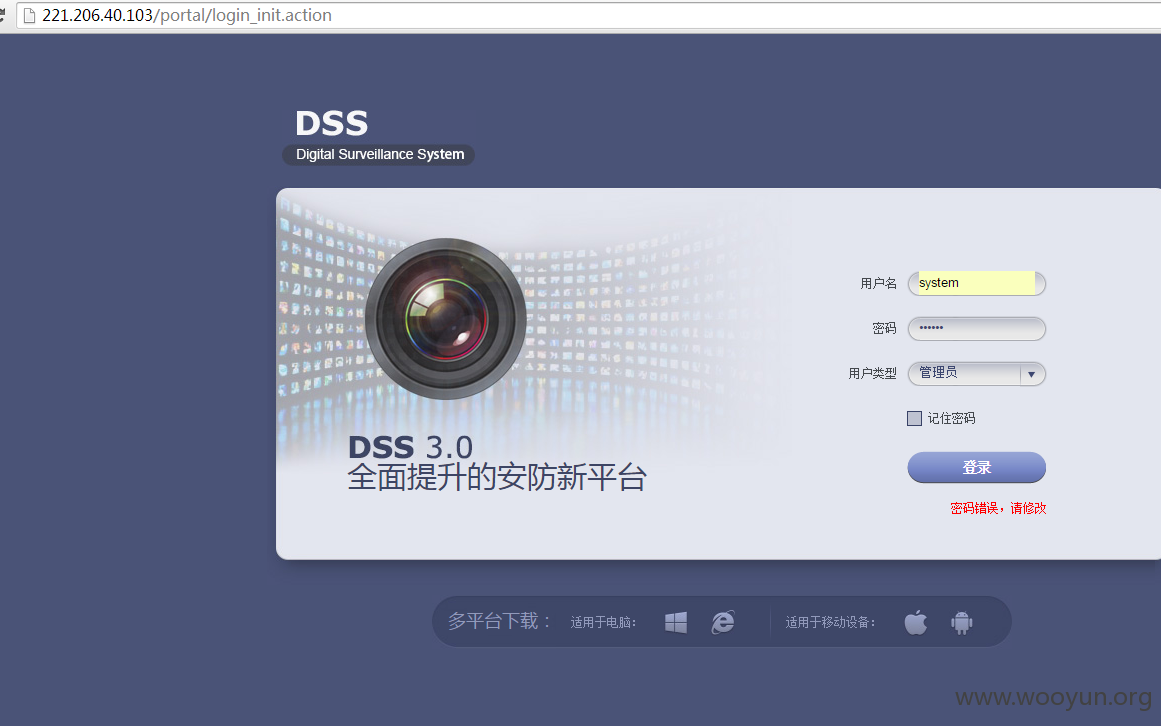 221.206.40.103/portal/login_init.action
DSS
Digital Surveillance System
用户名 system
密码 ••••••
用户类型 管理员
记住密码
登录
密码错误，请修改
DSS 3.0
全面提升的安防新平台
多平台下载： 适用于电脑： 适用于移动设备：
www.wooyun.org